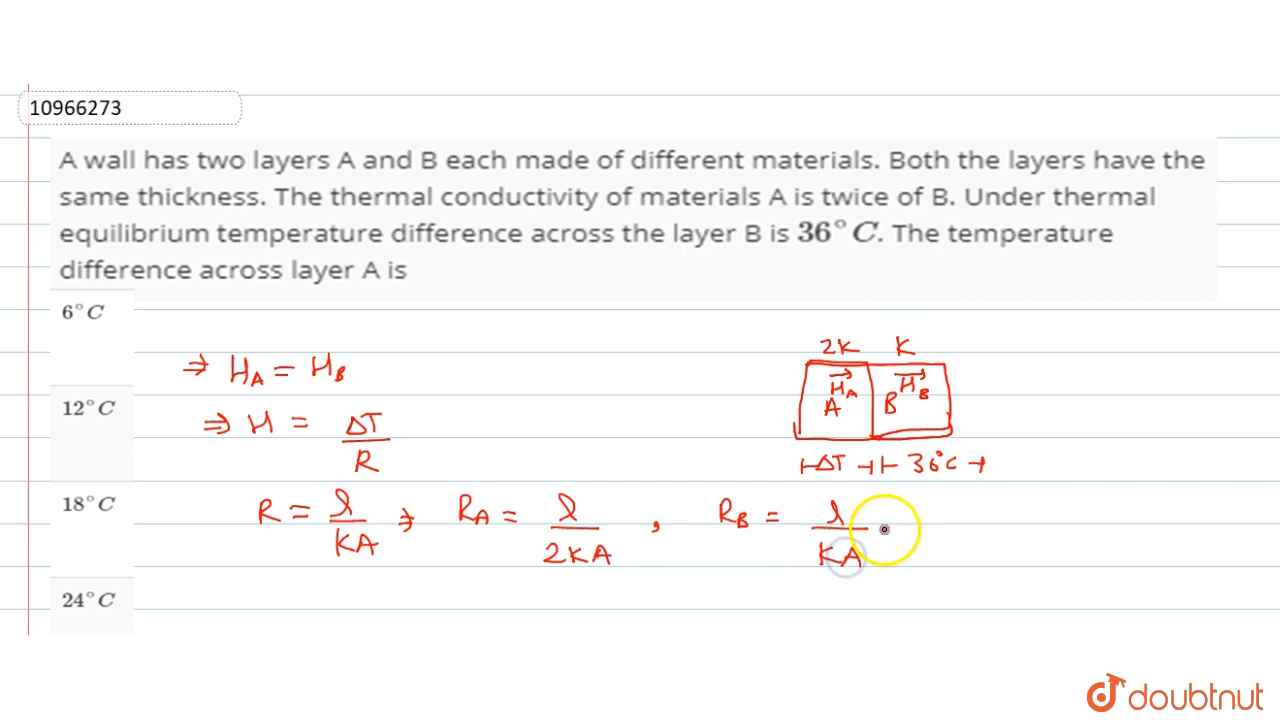 10966273
A wall has two layers A and B each made of different materials. Both the layers have the
same thickness. The thermal conductivity of materials A is twice of B. Under thermal
equilibrium temperature difference across the layer B is 36° C. The temperature
difference across layer A is
6° C
12° C
18° C
24° C
2K K
⇒ H_A = H_B
H_A H_B
A B
⇒ H = ΔT / R
ΔT 36°C
R = l / KA ⇒ R_A = l / 2KA , R_B = l / KA
doubtnut